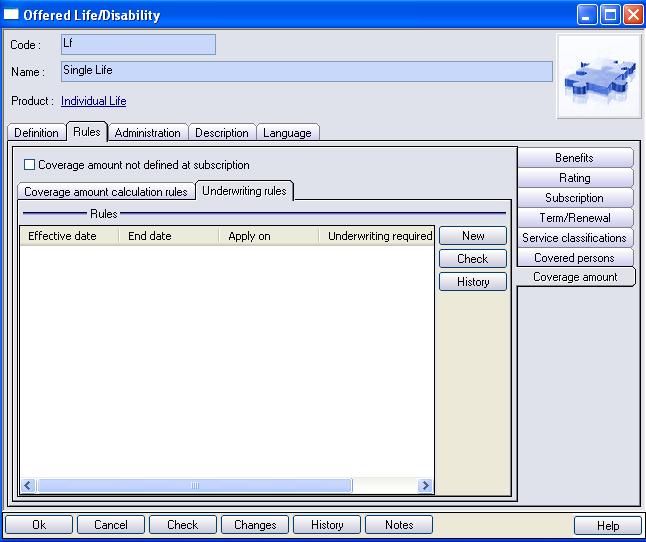 Offered Life/Disability
Code : Lf
Name : Single Life
Product : Individual Life
Definition Rules Administration Description Language
Coverage amount not defined at subscription
Coverage amount calculation rules Underwriting rules
Rules
Effective date End date Apply on Underwriting required
New
Check
History
Benefits
Rating
Subscription
Term/Renewal
Service classifications
Covered persons
Coverage amount
Ok Cancel Check Changes History Notes Help